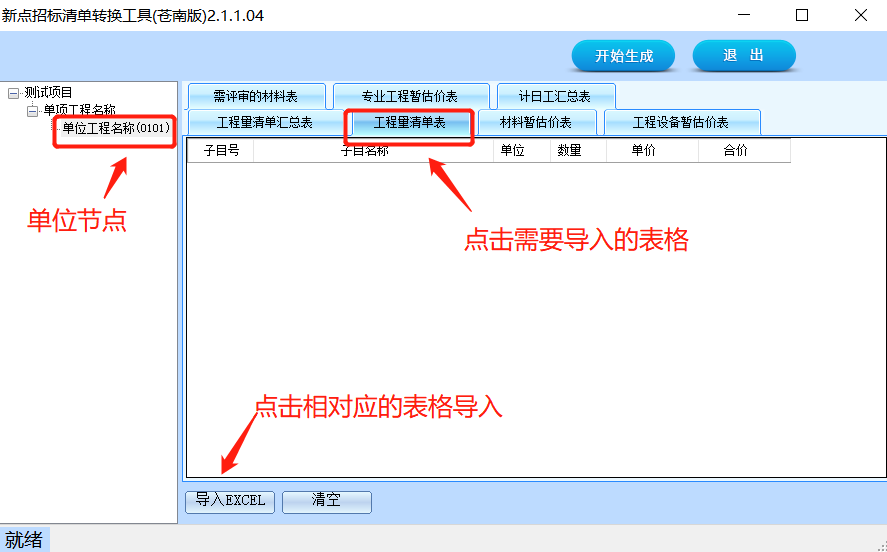 新点招标清单转换工具(苍南版)2.1.1.04
开始生成
退 出
测试项目
单项工程名称
单位工程名称(0101)
需评审的材料表
专业工程暂估价表
计日工汇总表
工程量清单汇总表
工程量清单表
材料暂估价表
工程设备暂估价表
子目号
子目名称
单位
数量
单价
合价
单位节点
点击需要导入的表格
点击相对应的表格导入
导入EXCEL
清空
就绪